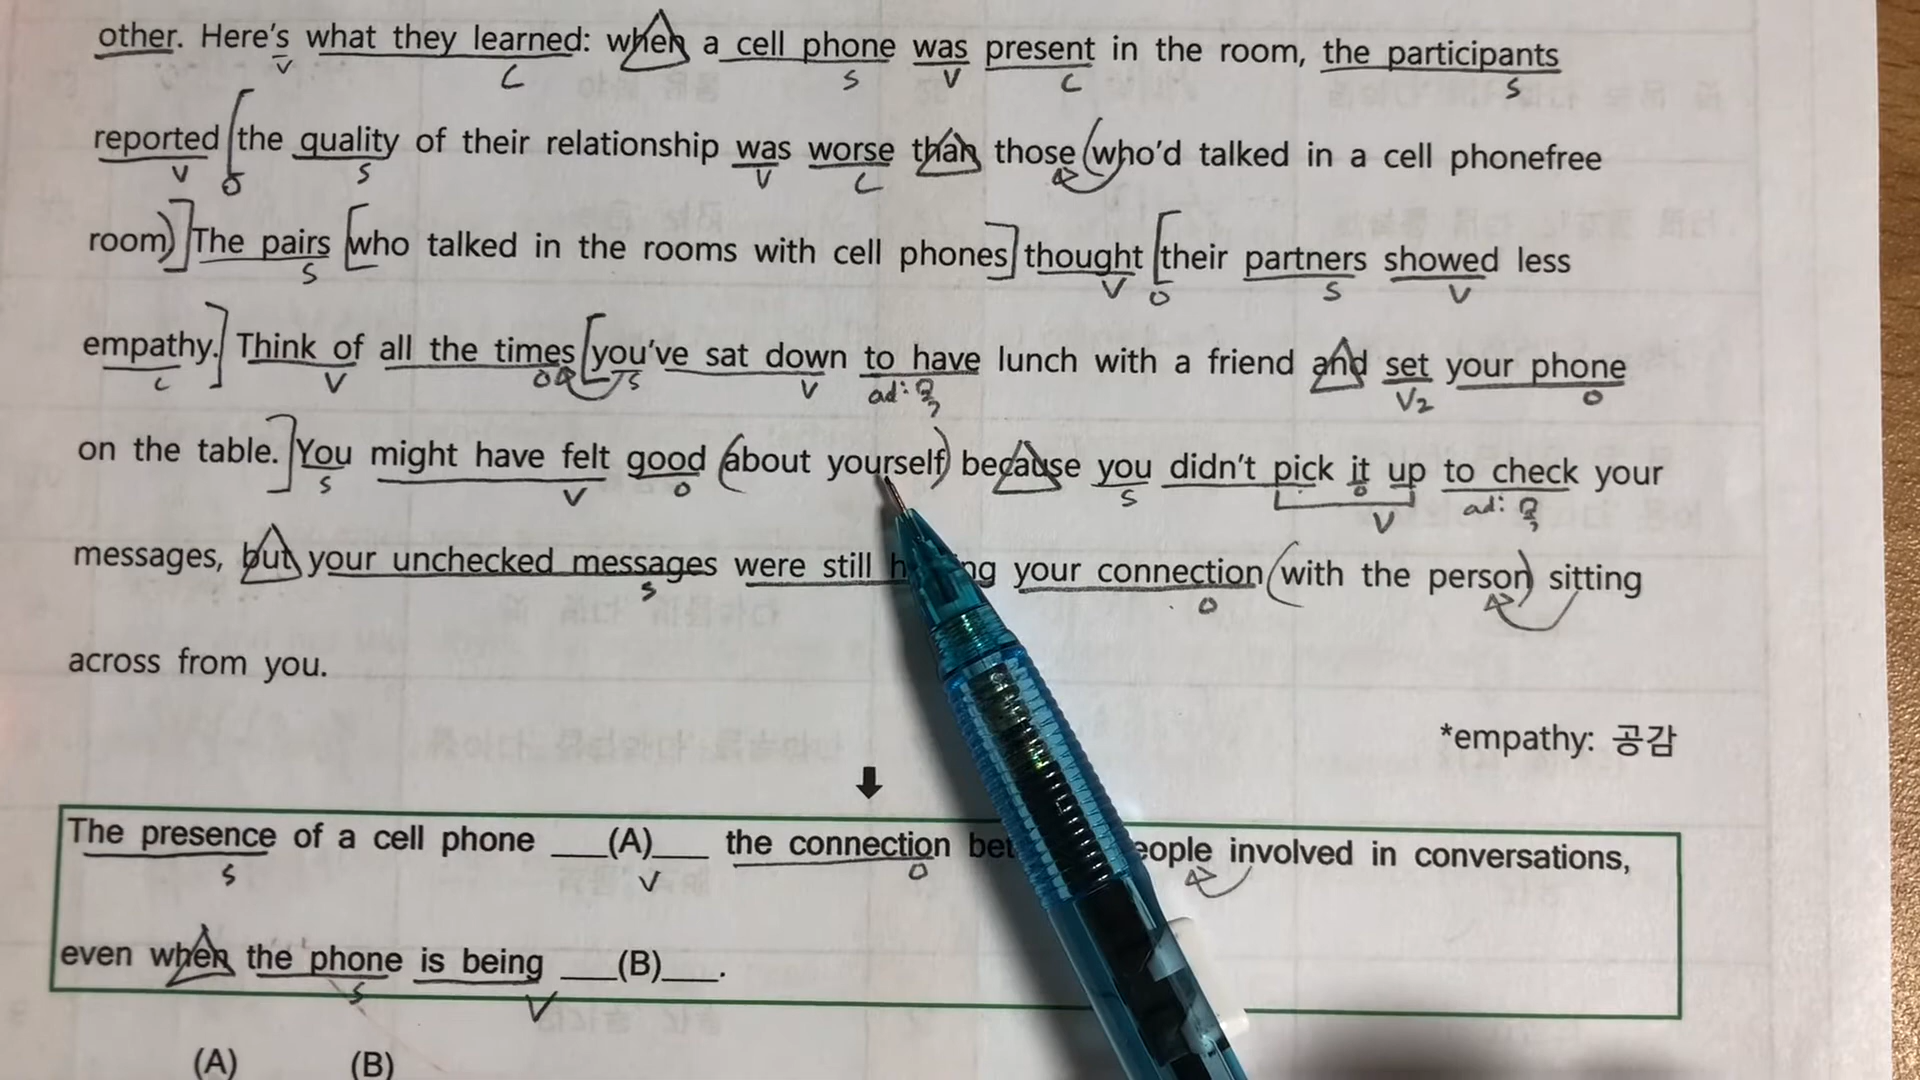 other. Here's what they learned: when a cell phone was present in the room, the participants
V C S V C S
reported the quality of their relationship was worse than those who'd talked in a cell phonefree
V O S V C
room) The pairs who talked in the rooms with cell phones thought their partners showed less
S V O S V
empathy. Think of all the times you've sat down to have lunch with a friend and set your phone
C V O S V ad: V2 O
on the table. You might have felt good (about yourself) because you didn't pick it up to check your
S V O S O V ad:
messages, but your unchecked messages were still your connection (with the person) sitting
S O
across from you.
*empathy: 공감
The presence of a cell phone ___(A)___ the connection people involved in conversations,
S V O
even when the phone is being ___(B)___.
S V
(A) (B)